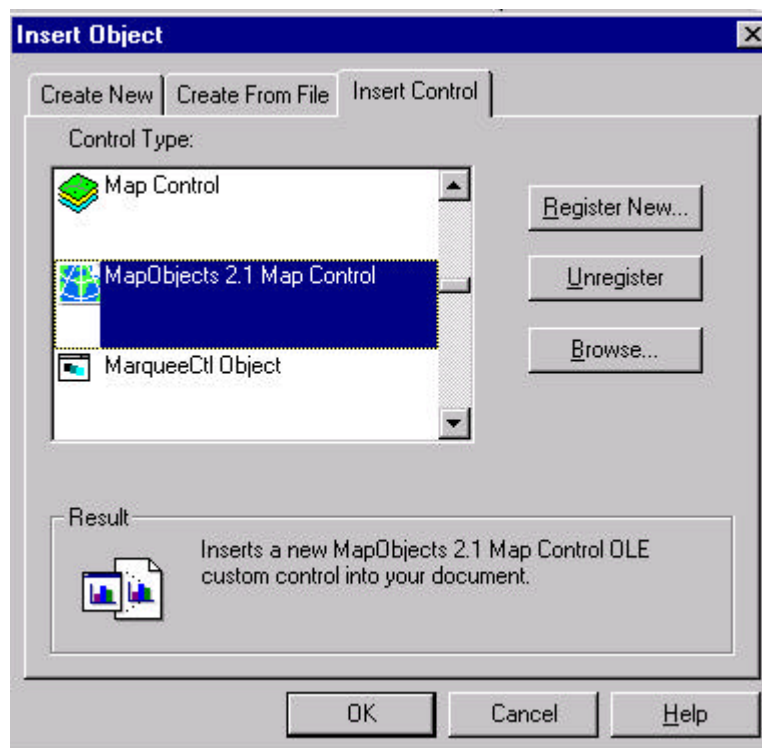 Insert Object
Create New
Create From File
Insert Control
Control Type:
Map Control
MapObjects 2.1 Map Control
MarqueeCtl Object
Register New...
Unregister
Browse...
Result
Inserts a new MapObjects 2.1 Map Control OLE
custom control into your document.
OK
Cancel
Help